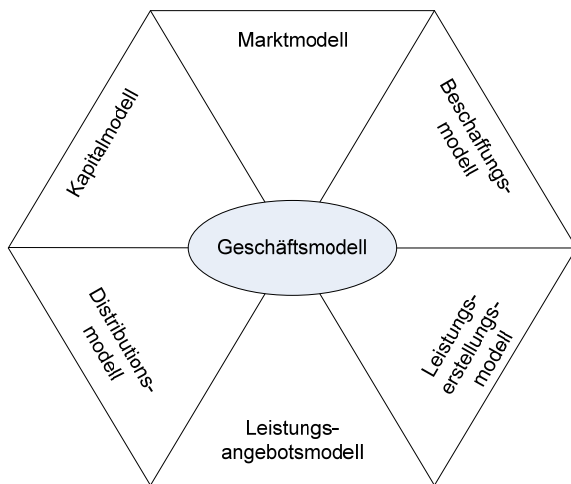 Marktmodell
Kapitalmodell
Beschaffungs-
modell
Geschäftsmodell
Distributions-
modell
Leistungs-
erstellungs-
modell
Leistungs-
angebotsmodell